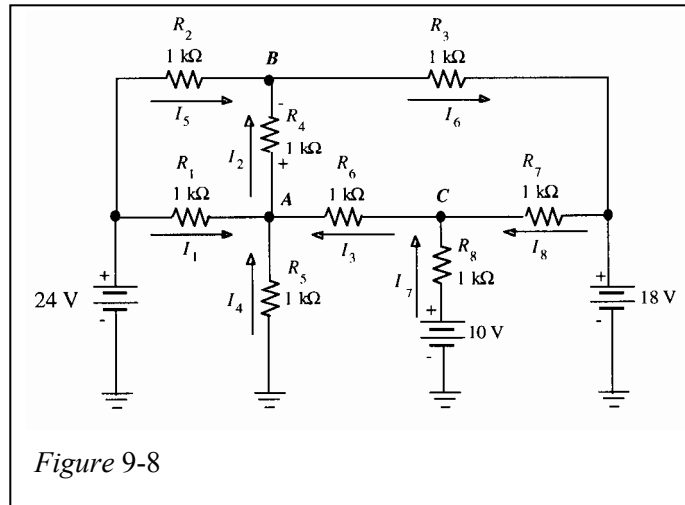 R2 R3
1 kΩ B 1 kΩ
I5 I6
- R4
I2 1 kΩ
+
R1 R6 R7
1 kΩ A 1 kΩ C 1 kΩ
I1 I3 I8
R5 R8
I4 1 kΩ I7 1 kΩ
+ + +
24 V 10 V 18 V
- - -
Figure 9-8